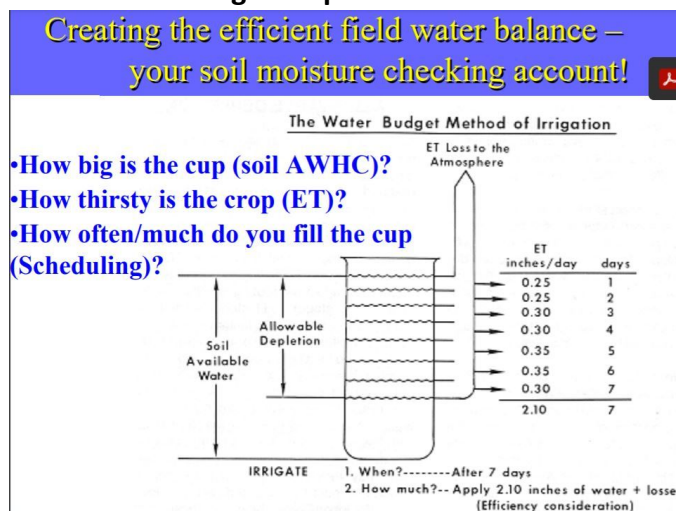 Creating the efficient field water balance –
your soil moisture checking account!
The Water Budget Method of Irrigation
•How big is the cup (soil AWHC)?
•How thirsty is the crop (ET)?
•How often/much do you fill the cup
(Scheduling)?
ET Loss to the
Atmosphere
ET
inches/day days
0.25 1
0.25 2
0.30 3
0.30 4
0.35 5
0.35 6
0.30 7
2.10 7
Allowable
Depletion
Soil
Available
Water
IRRIGATE 1. When?--------After 7 days
2. How much?-- Apply 2.10 inches of water + losse
(Efficiency consideration)